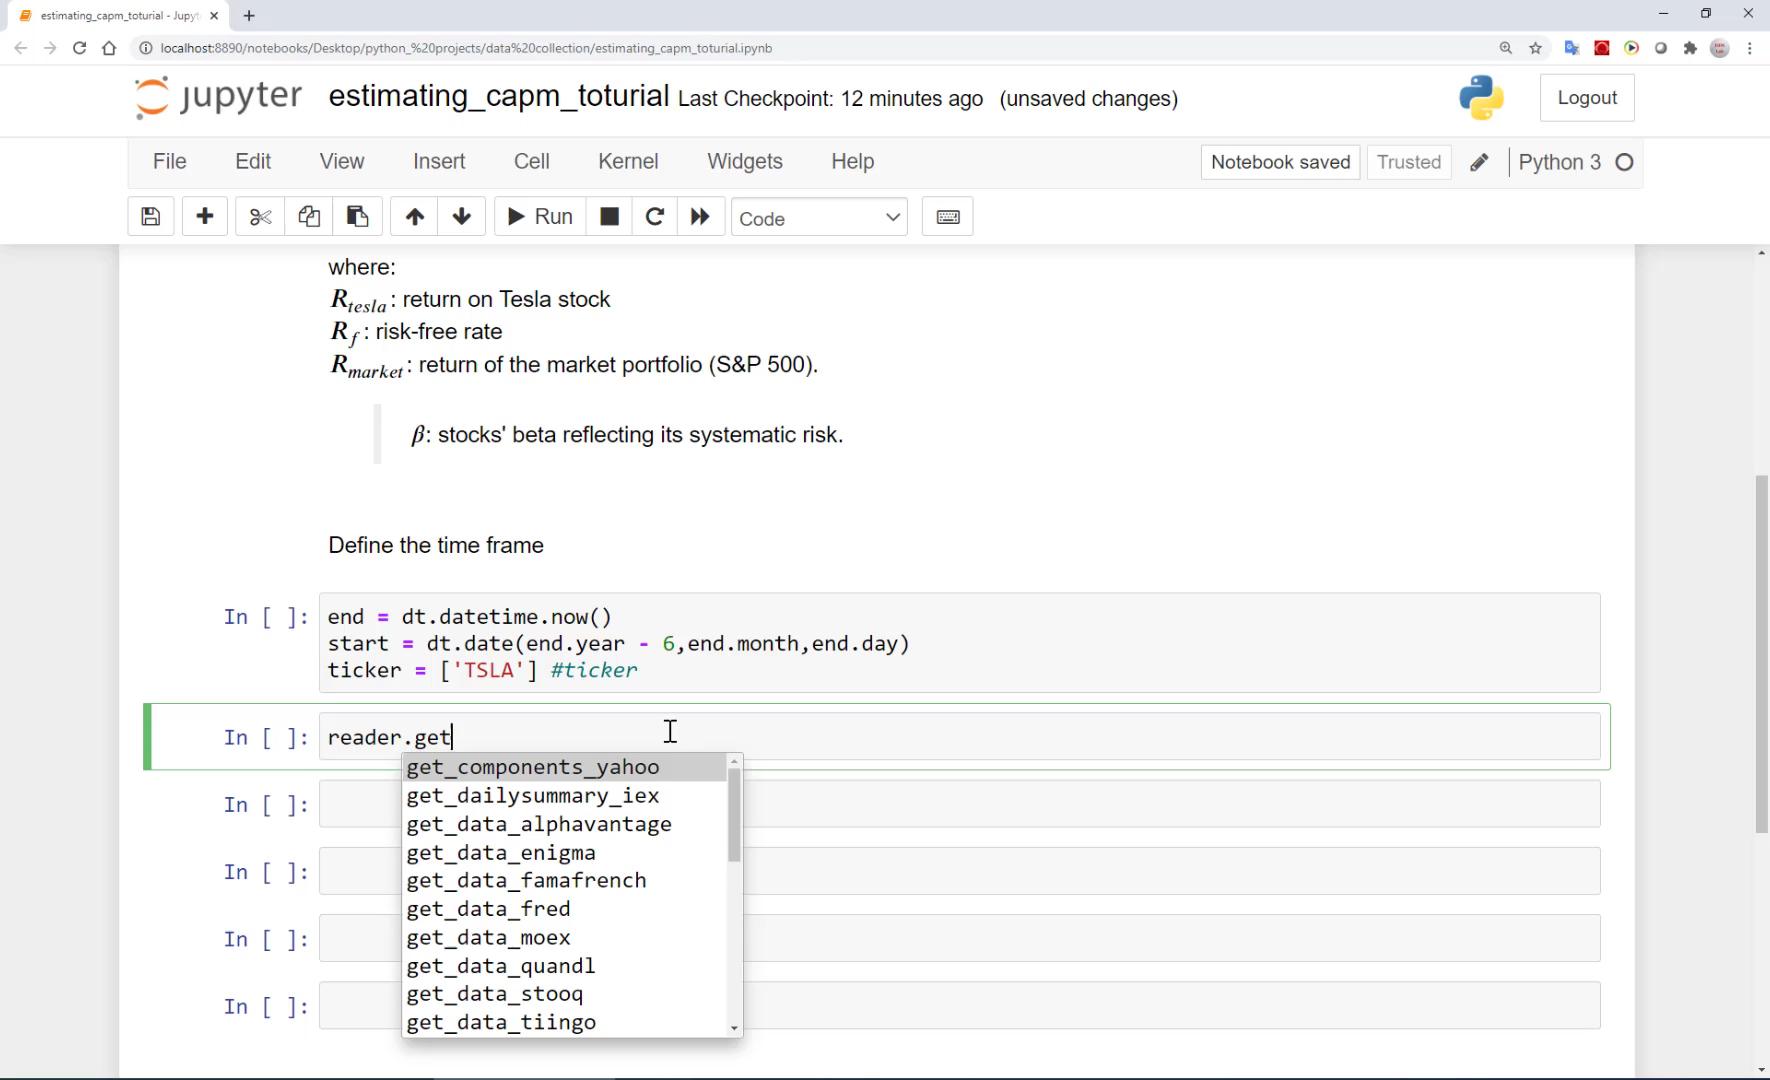 estimating_capm_toturial - Jupyt
localhost:8890/notebooks/Desktop/python_%20projects/data%20collection/estimating_capm_toturial.ipynb
jupyter estimating_capm_toturial Last Checkpoint: 12 minutes ago (unsaved changes)
Logout
File Edit View Insert Cell Kernel Widgets Help
Notebook saved Trusted Python 3
Run Code
where:
R_tesla : return on Tesla stock
R_f : risk-free rate
R_market : return of the market portfolio (S&P 500).
β: stocks' beta reflecting its systematic risk.
Define the time frame
In [ ]: end = dt.datetime.now()
start = dt.date(end.year - 6,end.month,end.day)
ticker = ['TSLA'] #ticker
In [ ]: reader.get
get_components_yahoo
In [ ]: get_dailysummary_iex
get_data_alphavantage
get_data_enigma
In [ ]: get_data_famafrench
get_data_fred
In [ ]: get_data_moex
get_data_quandl
In [ ]: get_data_stooq
get_data_tiingo